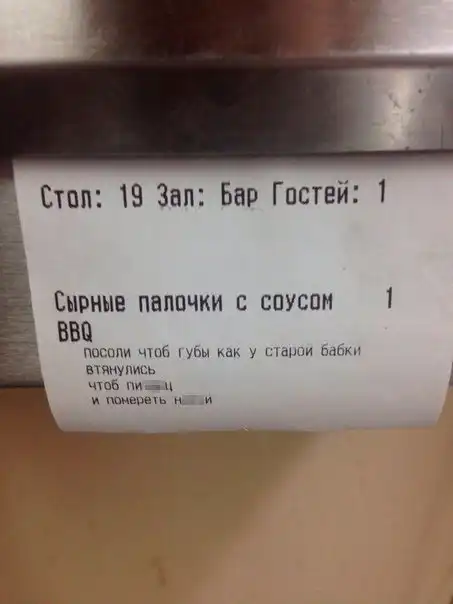 Стол: 19 Зал: Бар Гостей: 1
Сырные палочки с соусом 1
BBQ
посоли чтоб губы как у старой бабки
втянулись
чтоб
и помереть